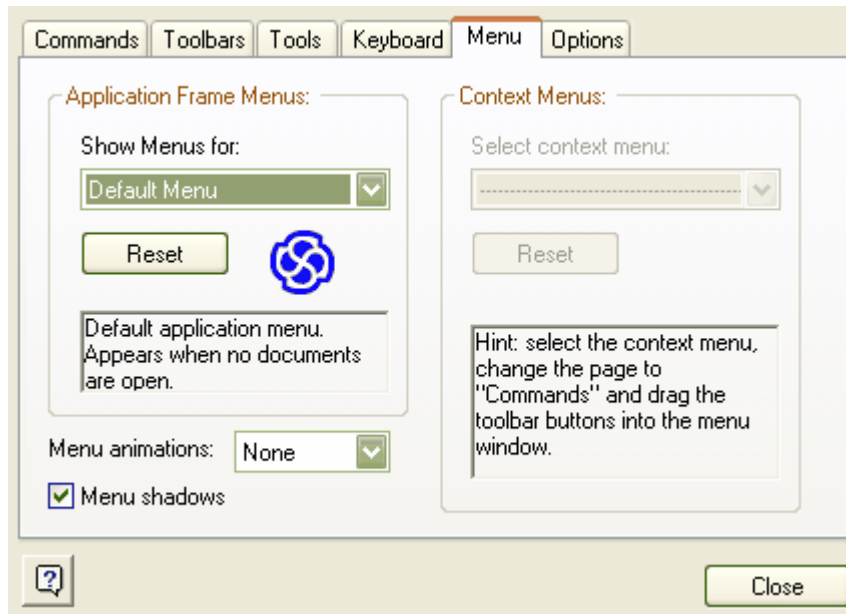 Commands Toolbars Tools Keyboard Menu Options
Application Frame Menus:
Show Menus for:
Default Menu
Reset
Default application menu.
Appears when no documents
are open.
Menu animations: None
Menu shadows
Context Menus:
Select context menu:
Reset
Hint: select the context menu,
change the page to
"Commands" and drag the
toolbar buttons into the menu
window.
Close